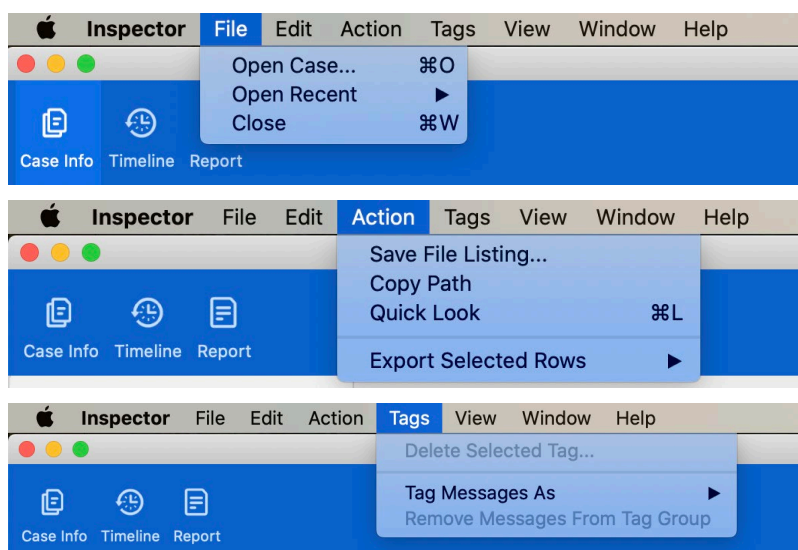 Inspector File Edit Action Tags View Window Help
Open Case... ⌘O
Open Recent ▶
Close ⌘W
Case Info Timeline Report
Inspector File Edit Action Tags View Window Help
Save File Listing...
Copy Path
Quick Look ⌘L
Export Selected Rows ▶
Case Info Timeline Report
Inspector File Edit Action Tags View Window Help
Delete Selected Tag...
Tag Messages As ▶
Remove Messages From Tag Group
Case Info Timeline Report